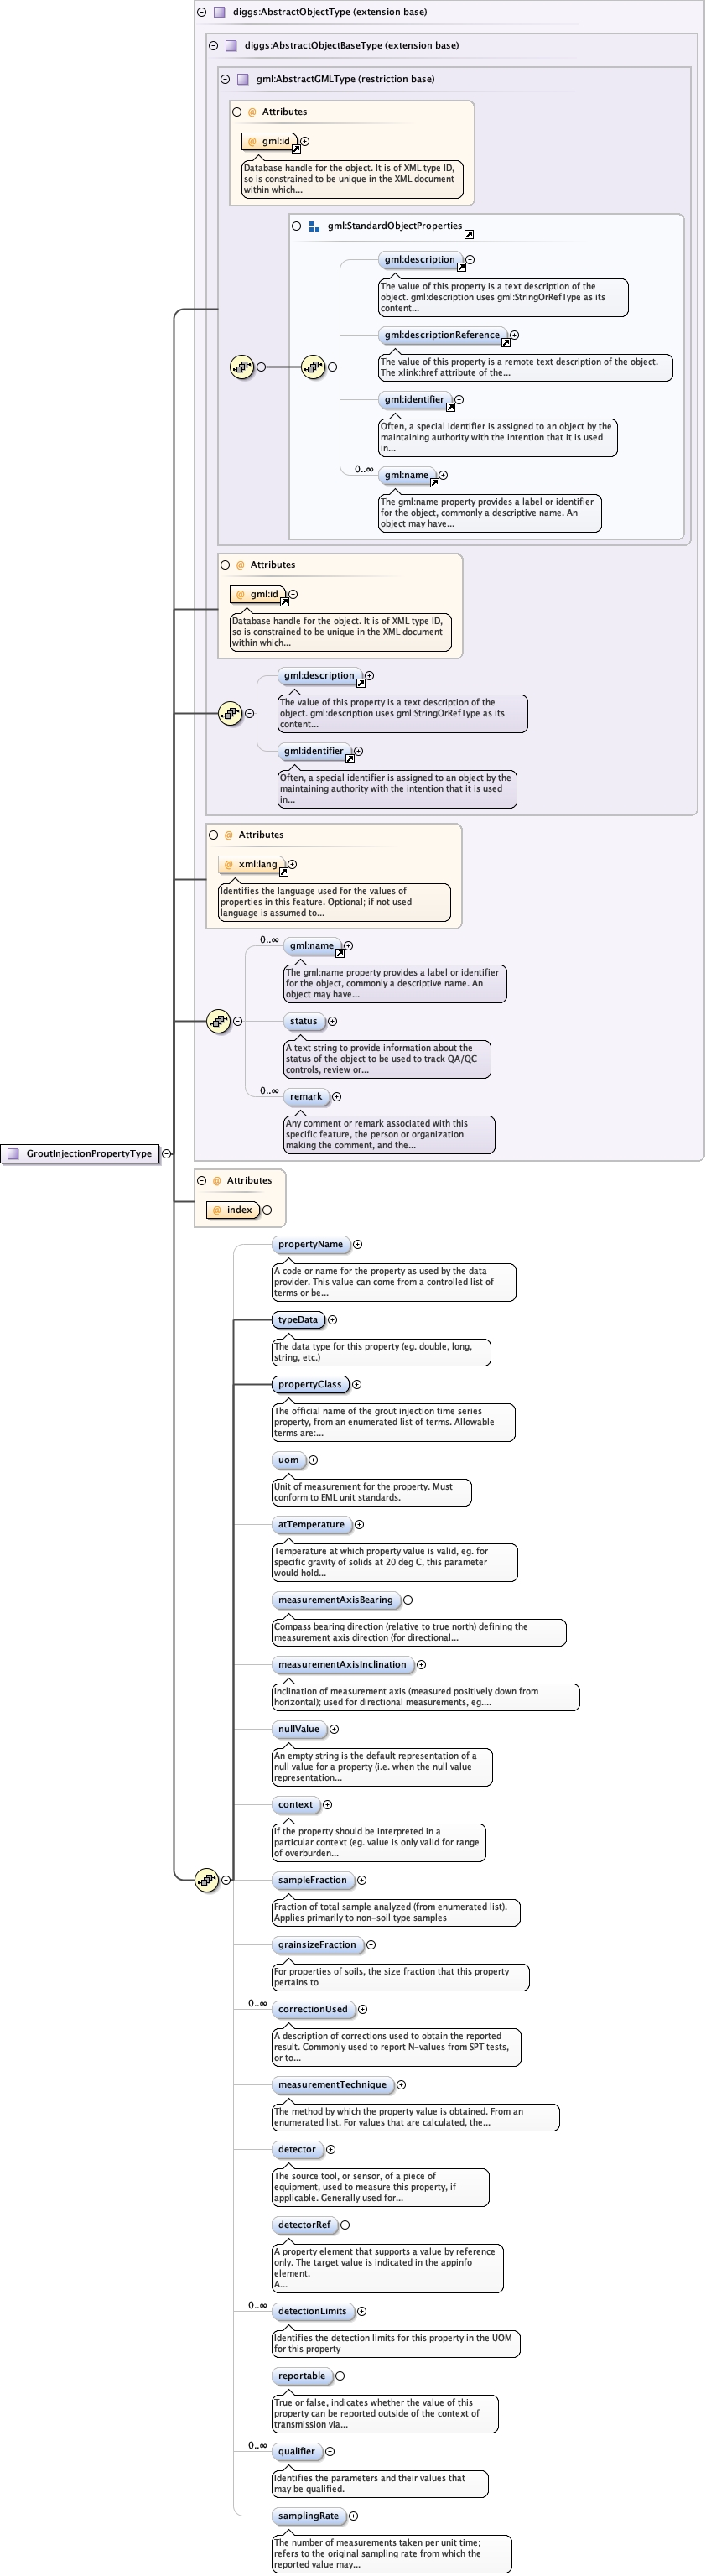 diggs:AbstractObjectType (extension base)
diggs:AbstractObjectBaseType (extension base)
gml:AbstractGMLType (restriction base)
@ Attributes
@ gml:id
Database handle for the object. It is of XML type ID,
so is constrained to be unique in the XML document
within which...
gml:StandardObjectProperties
gml:description
The value of this property is a text description of the
object. gml:description uses gml:StringOrRefType as its
content...
gml:descriptionReference
The value of this property is a remote text description of the object.
The xlink:href attribute of the...
gml:identifier
Often, a special identifier is assigned to an object by the
maintaining authority with the intention that it is used
in...
0..∞
gml:name
The gml:name property provides a label or identifier
for the object, commonly a descriptive name. An
object may have...
@ Attributes
@ gml:id
Database handle for the object. It is of XML type ID,
so is constrained to be unique in the XML document
within which...
gml:description
The value of this property is a text description of the
object. gml:description uses gml:StringOrRefType as its
content...
gml:identifier
Often, a special identifier is assigned to an object by the
maintaining authority with the intention that it is used
in...
@ Attributes
@ xml:lang
Identifies the language used for the values of
properties in this feature. Optional; if not used
language is assumed to...
0..∞
gml:name
The gml:name property provides a label or identifier
for the object, commonly a descriptive name. An
object may have...
status
A text string to provide information about the
status of the object to be used to track QA/QC
controls, review or...
0..∞
remark
Any comment or remark associated with this
specific feature, the person or organization
making the comment, and the...
GroutInjectionPropertyType
@ Attributes
@ index
propertyName
A code or name for the property as used by the data
provider. This value can come from a controlled list of
terms or be...
typeData
The data type for this property (eg. double, long,
string, etc.)
propertyClass
The official name of the grout injection time series
property, from an enumerated list of terms. Allowable
terms are:...
uom
Unit of measurement for the property. Must
conform to EML unit standards.
atTemperature
Temperature at which property value is valid, eg. for
specific gravity of solids at 20 deg C, this parameter
would hold...
measurementAxisBearing
Compass bearing direction (relative to true north) defining the
measurement axis direction (for directional...
measurementAxisInclination
Inclination of measurement axis (measured positively down from
horizontal); used for directional measurements, eg....
nullValue
An empty string is the default representation of a
null value for a property (i.e. when the null value
representation...
context
If the property should be interpreted in a
particular context (eg. value is only valid for range
of overburden...
sampleFraction
Fraction of total sample analyzed (from enumerated list).
Applies primarily to non-soil type samples
grainsizeFraction
For properties of soils, the size fraction that this property
pertains to
0..∞
correctionUsed
A description of corrections used to obtain the reported
result. Commonly used to report N-values from SPT tests,
or to...
measurementTechnique
The method by which the property value is obtained. From an
enumerated list. For values that are calculated, the...
detector
The source tool, or sensor, of a piece of
equipment, used to measure this property, if
applicable. Generally used for...
detectorRef
A property element that supports a value by reference
only. The target value is indicated in the appinfo
element.
A...
0..∞
detectionLimits
Identifies the detection limits for this property in the UOM
for this property
reportable
True or false, indicates whether the value of this
property can be reported outside of the context of
transmission via...
0..∞
qualifier
Identifies the parameters and their values that
may be qualified.
samplingRate
The number of measurements taken per unit time;
refers to the original sampling rate from which the
reported value may...